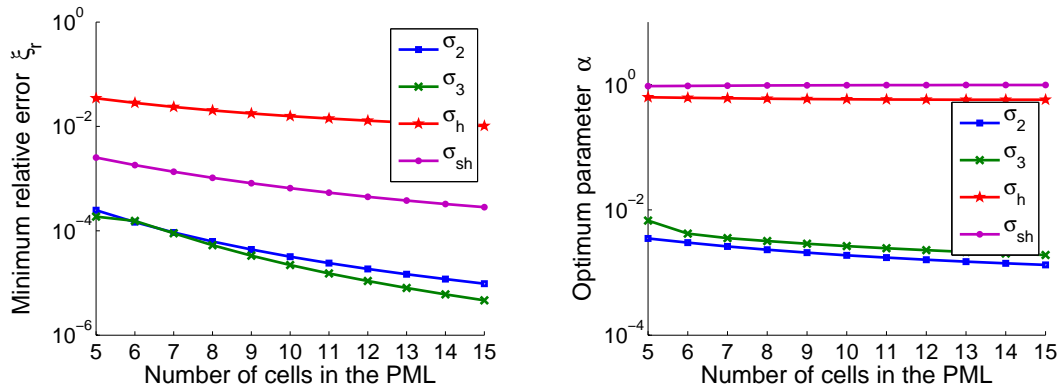 Minimum relative error ξr
10^0
10^−2
10^−4
10^−6
5 6 7 8 9 10 11 12 13 14 15
Number of cells in the PML
σ2
σ3
σh
σsh
Optimum parameter α
10^0
10^−2
10^−4
5 6 7 8 9 10 11 12 13 14 15
Number of cells in the PML
σ2
σ3
σh
σsh